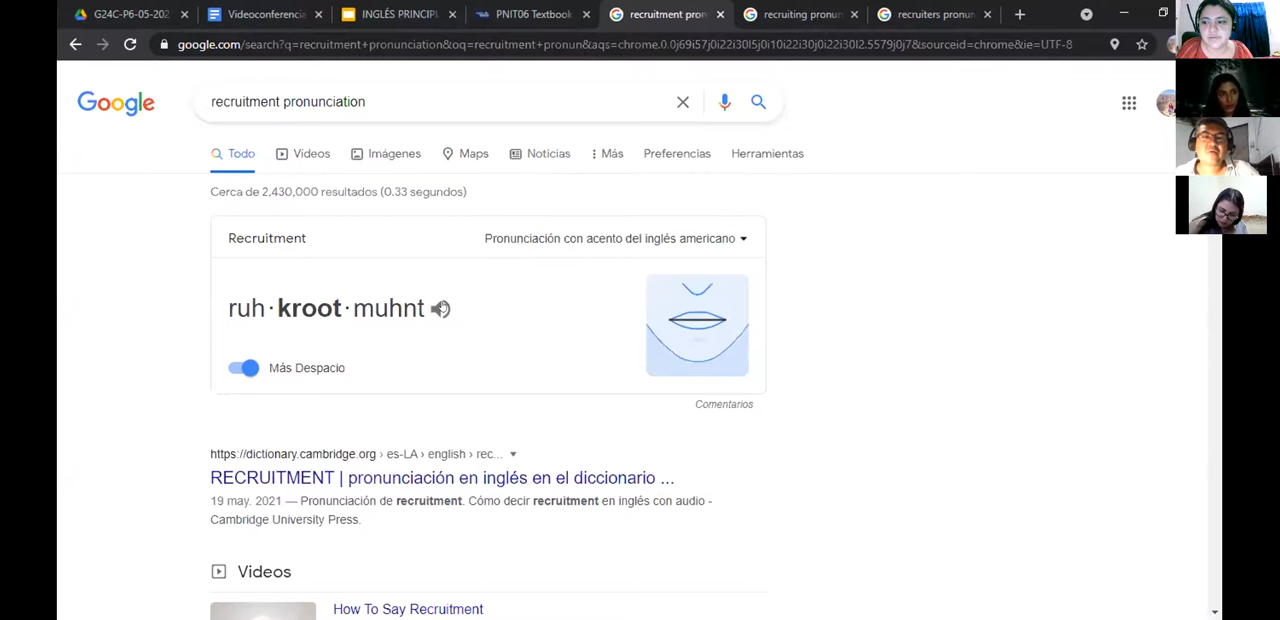 G24C-P6-05-202
Videoconferencia
INGLÉS PRINCIPI
PNIT06 Textbook
recruitment pron
recruiting pronun
recruiters pronun
google.com/search?q=recruitment+pronunciation&oq=recruitment+pronun&aqs=chrome.0.0j69i57j0i22i30l5j0i10i22i30j0i22i30l2.5579j0j7&sourceid=chrome&ie=UTF-8
Google
recruitment pronunciation
Todo
Videos
Imágenes
Maps
Noticias
Más
Preferencias
Herramientas
Cerca de 2,430,000 resultados (0.33 segundos)
Recruitment
Pronunciación con acento del inglés americano
ruh·kroot·muhnt
Más Despacio
Comentarios
https://dictionary.cambridge.org › es-LA › english › rec...
RECRUITMENT | pronunciación en inglés en el diccionario ...
19 may. 2021 — Pronunciación de recruitment. Cómo decir recruitment en inglés con audio -
Cambridge University Press.
Videos
How To Say Recruitment